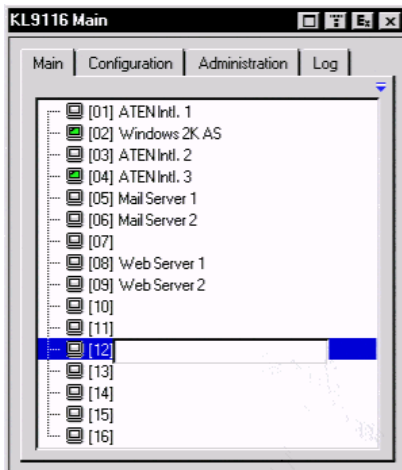 KL9116 Main
Main Configuration Administration Log
[01] ATEN Intl. 1
[02] Windows 2K AS
[03] ATEN Intl. 2
[04] ATEN Intl. 3
[05] Mail Server 1
[06] Mail Server 2
[07]
[08] Web Server 1
[09] Web Server 2
[10]
[11]
[12]
[13]
[14]
[15]
[16]